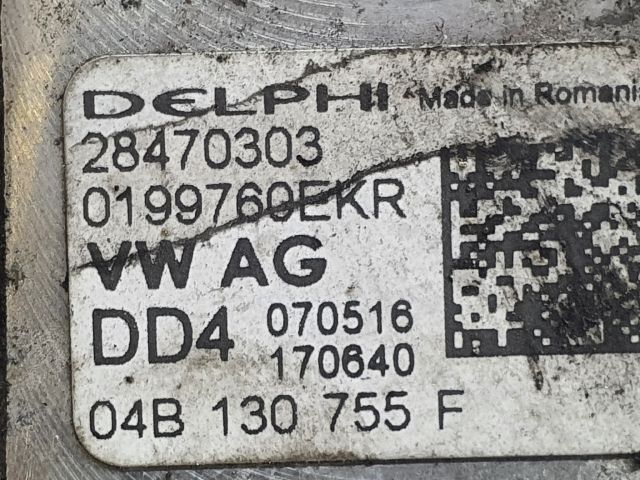 DELPHI Made in Romania
28470303
0199760EKR
VW AG
DD4 070516
170640
04B 130 755 F